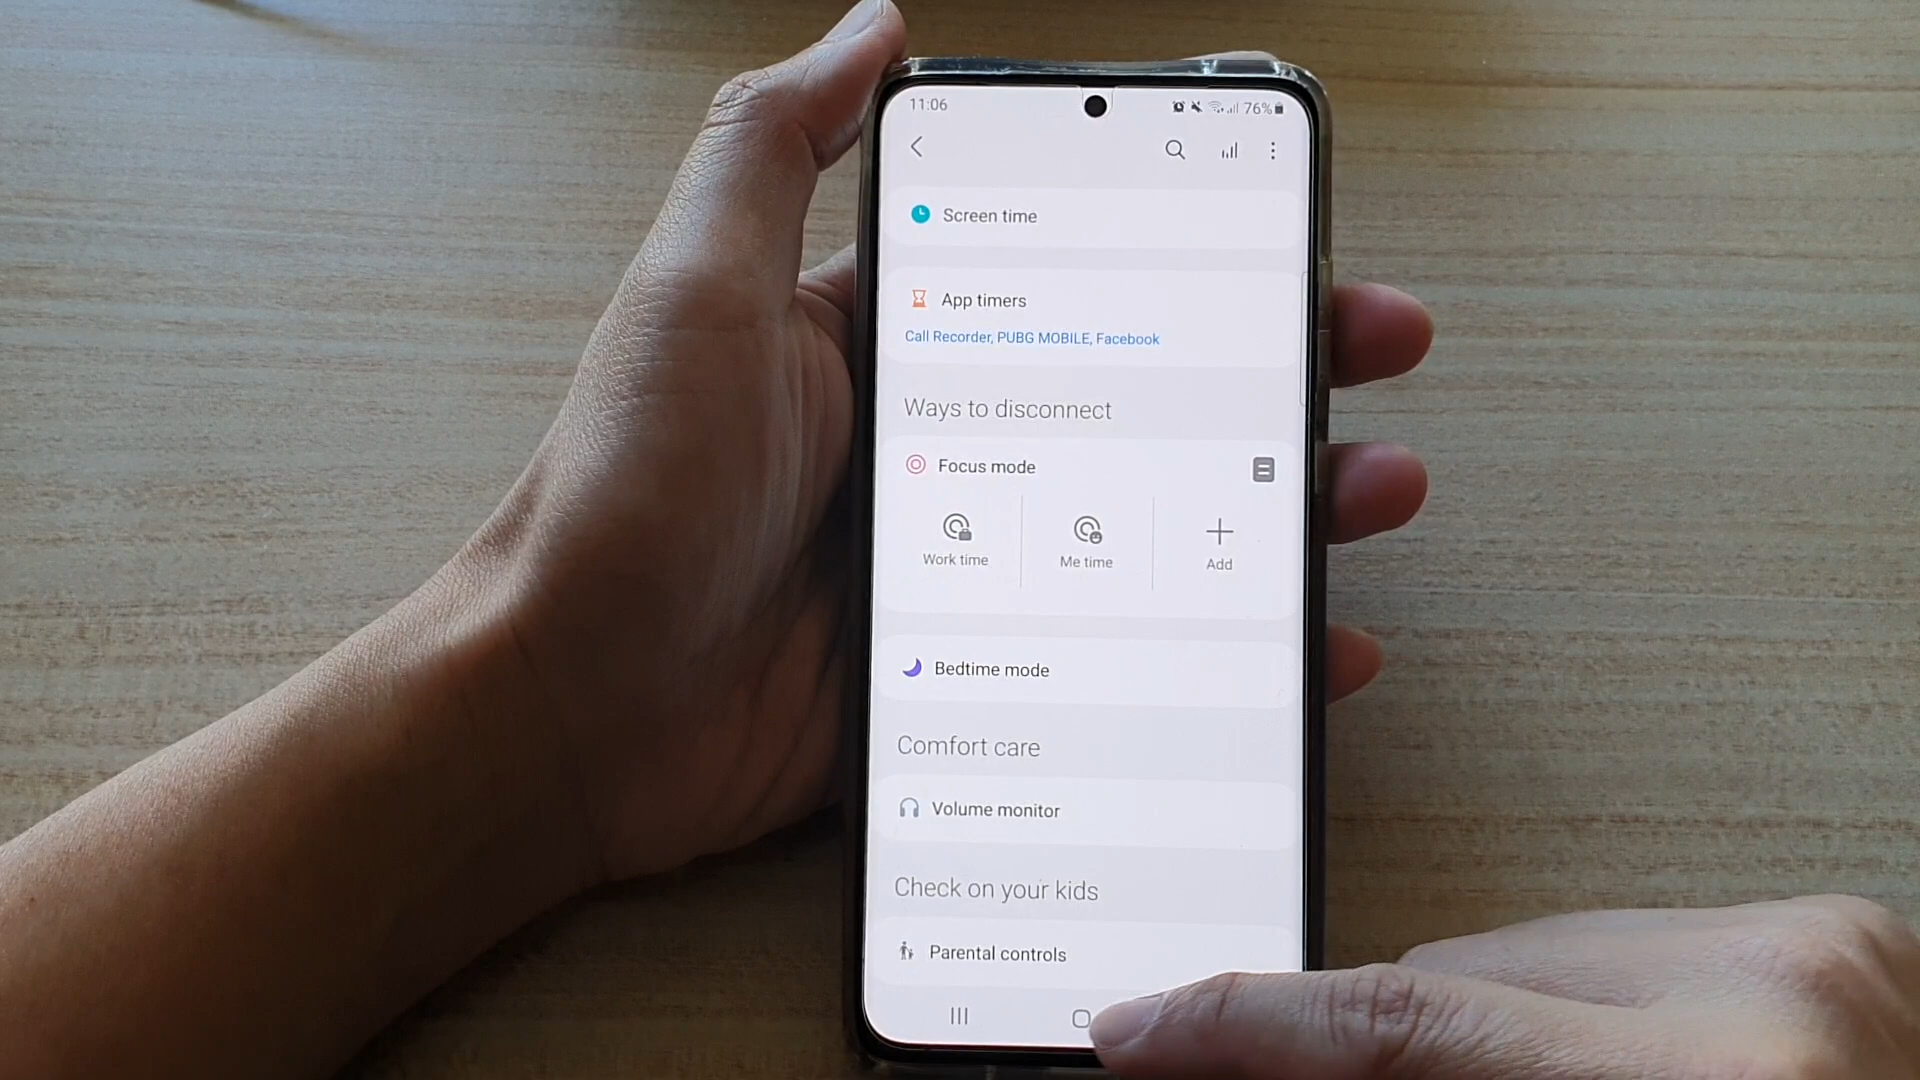 11:06 76%
Screen time
App timers
Call Recorder, PUBG MOBILE, Facebook
Ways to disconnect
Focus mode
Work time Me time Add
Bedtime mode
Comfort care
Volume monitor
Check on your kids
Parental controls